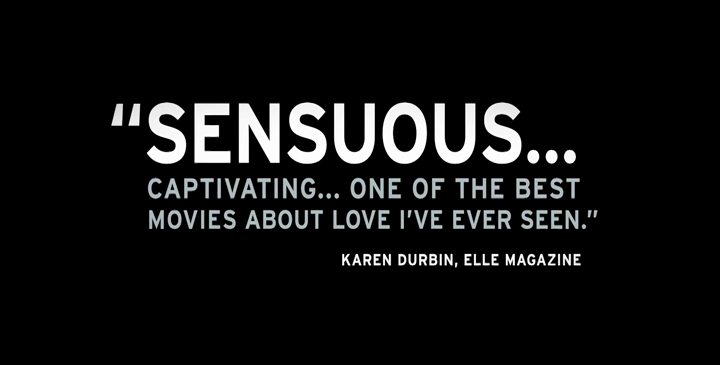 “SENSUOUS...
CAPTIVATING... ONE OF THE BEST
MOVIES ABOUT LOVE I’VE EVER SEEN.”
KAREN DURBIN, ELLE MAGAZINE